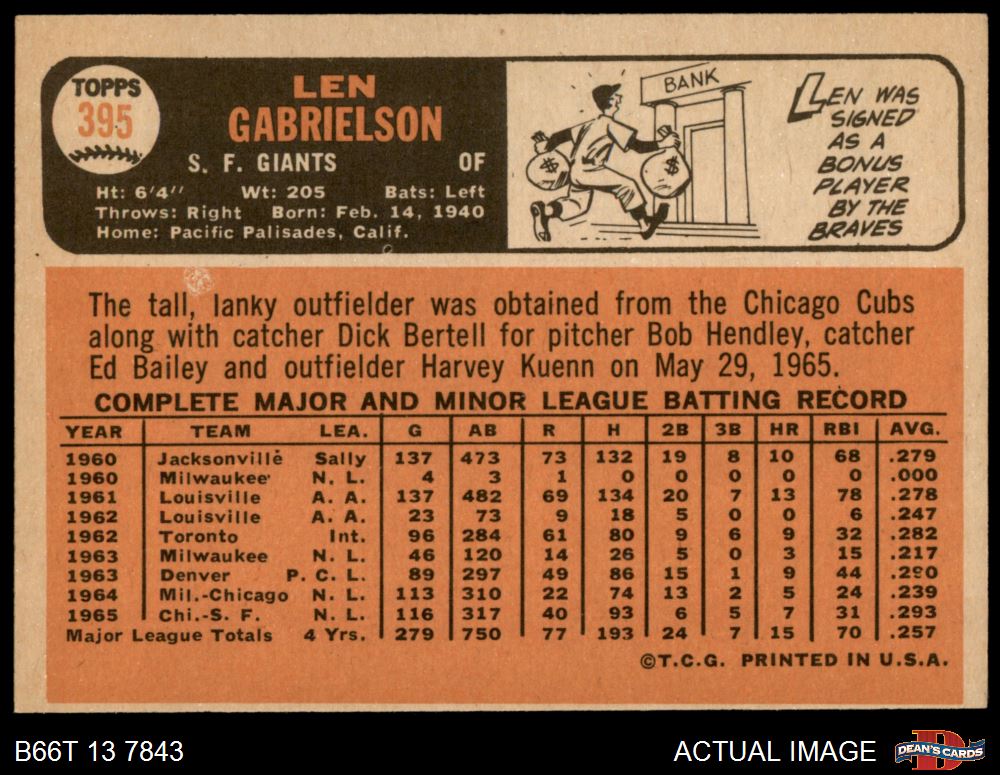 TOPPS
395
LEN
GABRIELSON
S. F. GIANTS OF
Ht: 6'4" Wt: 205 Bats: Left
Throws: Right Born: Feb. 14, 1940
Home: Pacific Palisades, Calif.
BANK
$ $
LEN WAS
SIGNED
AS A
BONUS
PLAYER
BY THE
BRAVES
The tall, lanky outfielder was obtained from the Chicago Cubs
along with catcher Dick Bertell for pitcher Bob Hendley, catcher
Ed Bailey and outfielder Harvey Kuenn on May 29, 1965.
COMPLETE MAJOR AND MINOR LEAGUE BATTING RECORD
YEAR TEAM LEA. G AB R H 2B 3B HR RBI AVG.
1960 Jacksonville Sally 137 473 73 132 19 8 10 68 .279
1960 Milwaukee N. L. 4 3 1 0 0 0 0 0 .000
1961 Louisville A. A. 137 482 69 134 20 7 13 78 .278
1962 Louisville A. A. 23 73 9 18 5 0 0 6 .247
1962 Toronto Int. 96 284 61 80 9 6 9 32 .282
1963 Milwaukee N. L. 46 120 14 26 5 0 3 15 .217
1963 Denver P. C. L. 89 297 49 86 15 1 9 44 .290
1964 Mil.-Chicago N. L. 113 310 22 74 13 2 5 24 .239
1965 Chi.-S. F. N. L. 116 317 40 93 6 5 7 31 .293
Major League Totals 4 Yrs. 279 750 77 193 24 7 15 70 .257
©T.C.G. PRINTED IN U.S.A.
B66T 13 7843 ACTUAL IMAGE DEAN'S CARDS